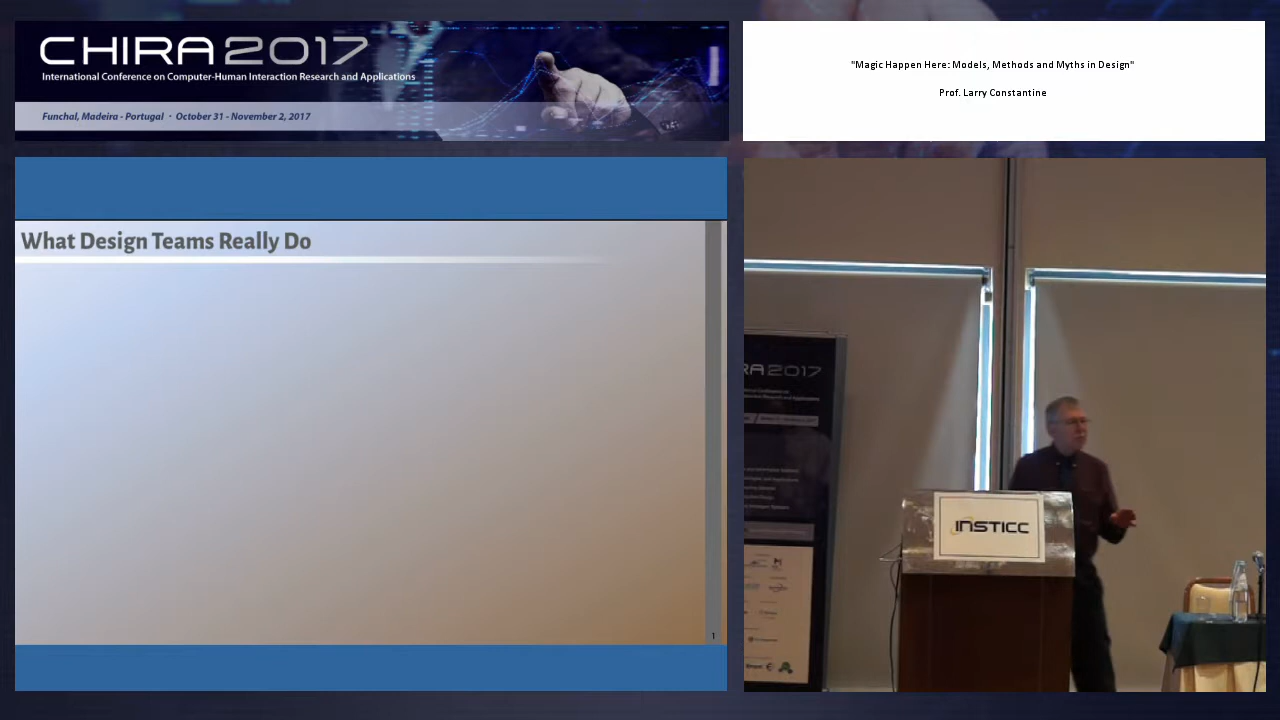 CHIRA 2017
International Conference on Computer-Human Interaction Research and Applications
Funchal, Madeira - Portugal · October 31 - November 2, 2017
"Magic Happen Here: Models, Methods and Myths in Design"
Prof. Larry Constantine
What Design Teams Really Do
1
RA 2017
INSTICC